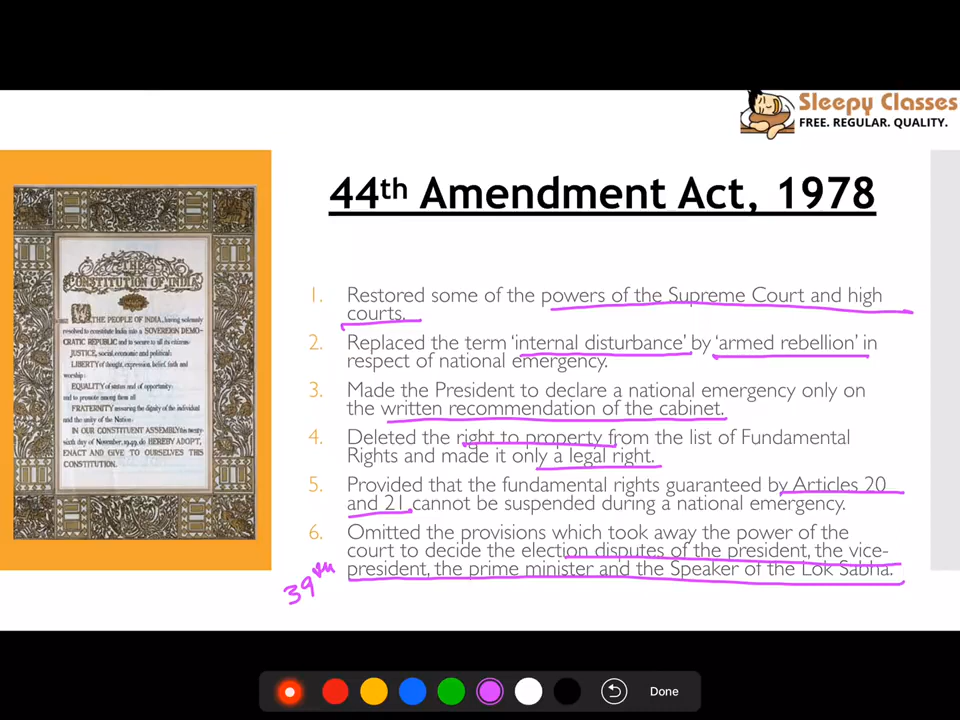 Sleepy Classes
FREE. REGULAR. QUALITY.
44th Amendment Act, 1978
THE
CONSTITUTION OF INDIA
WE, THE PEOPLE OF INDIA, having solemnly
resolved to constitute India into a SOVEREIGN DEMO-
CRATIC REPUBLIC and to secure to all its citizens:
JUSTICE, social, economic and political;
LIBERTY of thought, expression, belief, faith and
worship;
EQUALITY of status and of opportunity;
and to promote among them all
FRATERNITY assuring the dignity of the individual
and the unity of the Nation;
IN OUR CONSTITUENT ASSEMBLY this twenty-
sixth day of November, 1949, do HEREBY ADOPT,
ENACT AND GIVE TO OURSELVES THIS
CONSTITUTION.
1. Restored some of the powers of the Supreme Court and high
courts.
2. Replaced the term ‘internal disturbance’ by ‘armed rebellion’ in
respect of national emergency.
3. Made the President to declare a national emergency only on
the written recommendation of the cabinet.
4. Deleted the right to property from the list of Fundamental
Rights and made it only a legal right.
5. Provided that the fundamental rights guaranteed by Articles 20
and 21 cannot be suspended during a national emergency.
6. Omitted the provisions which took away the power of the
court to decide the election disputes of the president, the vice-
president, the prime minister and the Speaker of the Lok Sabha.
39th
Done